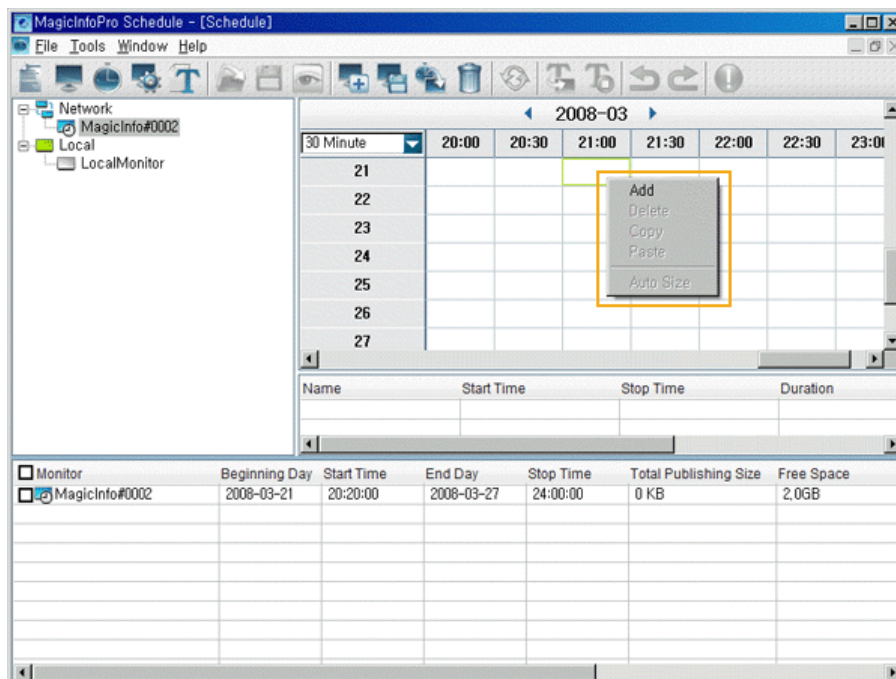 MagicInfoPro Schedule - [Schedule]
File Tools Window Help
Network
MagicInfo#0002
Local
LocalMonitor
2008-03
30 Minute 20:00 20:30 21:00 21:30 22:00 22:30 23:00
21
22
23
24
25
26
27
Add
Delete
Copy
Paste
Auto Size
Name Start Time Stop Time Duration
Monitor Beginning Day Start Time End Day Stop Time Total Publishing Size Free Space
MagicInfo#0002 2008-03-21 20:20:00 2008-03-27 24:00:00 0 KB 2,0GB